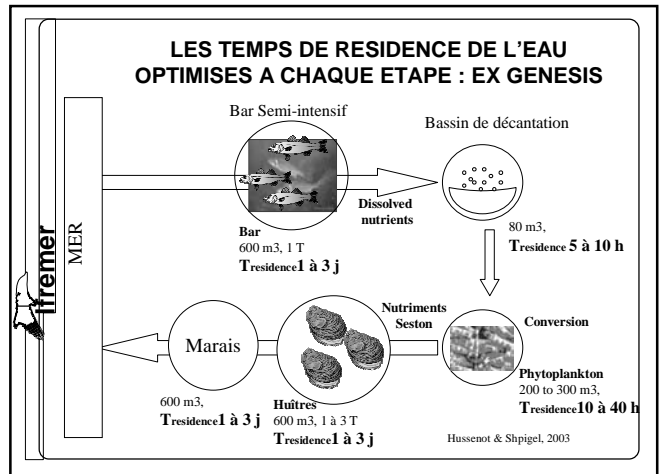 LES TEMPS DE RESIDENCE DE L'EAU
OPTIMISES A CHAQUE ETAPE : EX GENESIS
Ifremer
MER
Bar Semi-intensif
Bar
600 m3, 1 T
Tresidence1 à 3 j
Dissolved
nutrients
Bassin de décantation
80 m3,
Tresidence 5 à 10 h
Conversion
Phytoplankton
200 to 300 m3,
Tresidence10 à 40 h
Nutriments
Seston
Huîtres
600 m3, 1 à 3 T
Tresidence1 à 3 j
Marais
600 m3,
Tresidence1 à 3 j
Hussenot & Shpigel, 2003